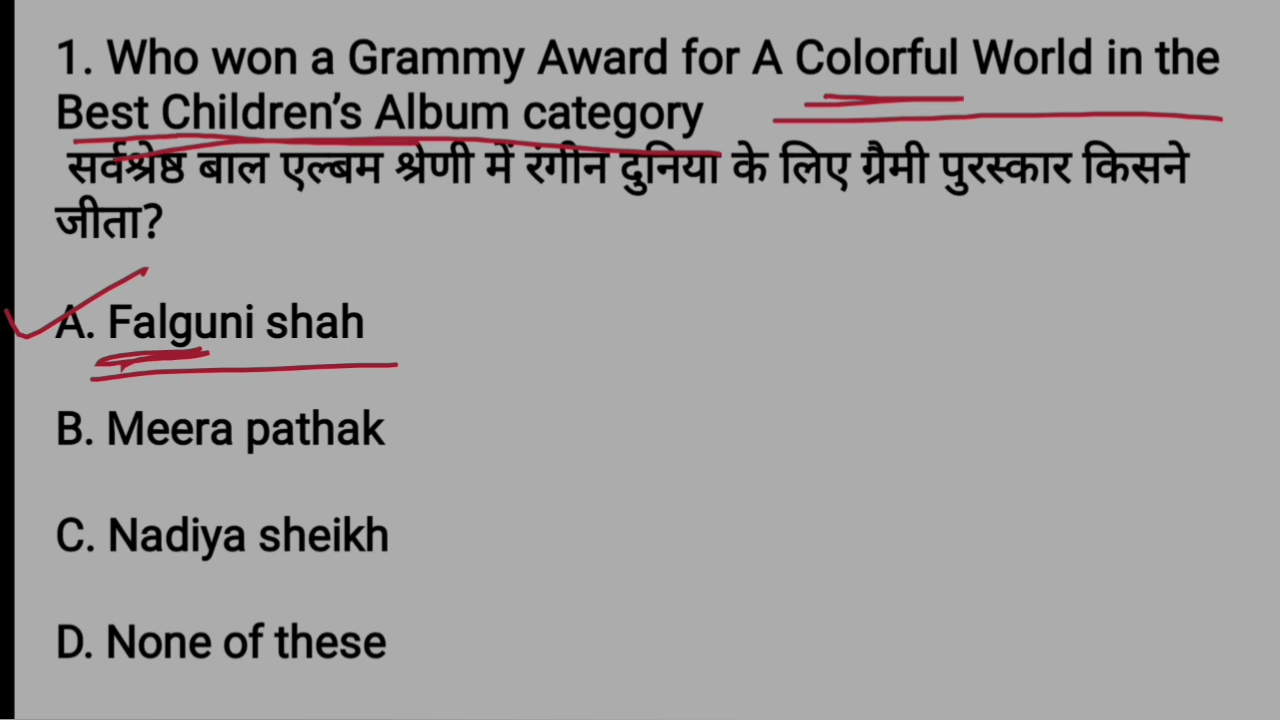 1. Who won a Grammy Award for A Colorful World in the
Best Children’s Album category
सर्वश्रेष्ठ बाल एल्बम श्रेणी में रंगीन दुनिया के लिए ग्रैमी पुरस्कार किसने
जीता?
A. Falguni shah
B. Meera pathak
C. Nadiya sheikh
D. None of these